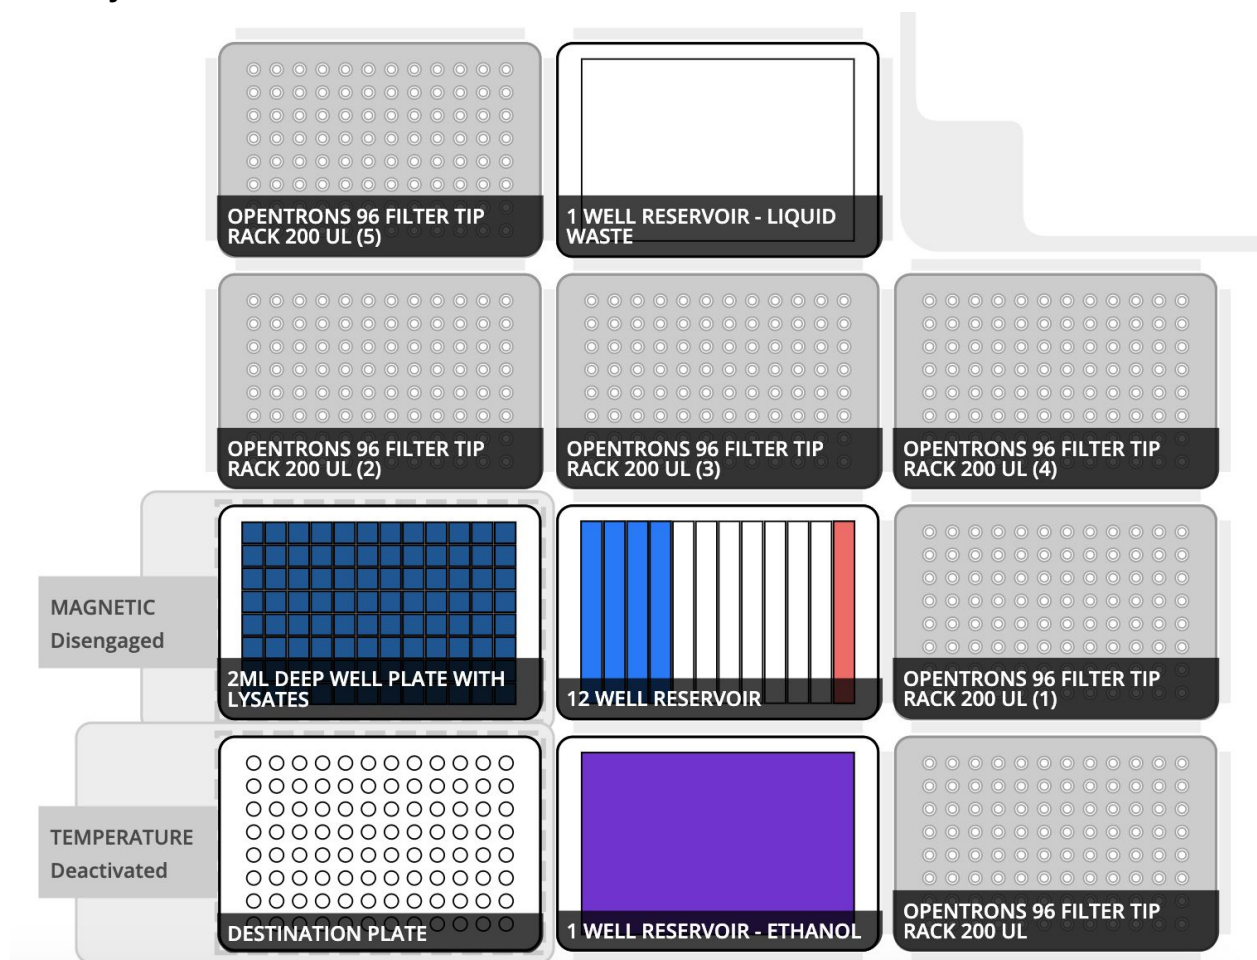 OPENTRONS 96 FILTER TIP
RACK 200 UL (5)
1 WELL RESERVOIR - LIQUID
WASTE
OPENTRONS 96 FILTER TIP
RACK 200 UL (2)
OPENTRONS 96 FILTER TIP
RACK 200 UL (3)
OPENTRONS 96 FILTER TIP
RACK 200 UL (4)
MAGNETIC
Disengaged
2ML DEEP WELL PLATE WITH
LYSATES
12 WELL RESERVOIR
OPENTRONS 96 FILTER TIP
RACK 200 UL (1)
TEMPERATURE
Deactivated
DESTINATION PLATE
1 WELL RESERVOIR - ETHANOL
OPENTRONS 96 FILTER TIP
RACK 200 UL